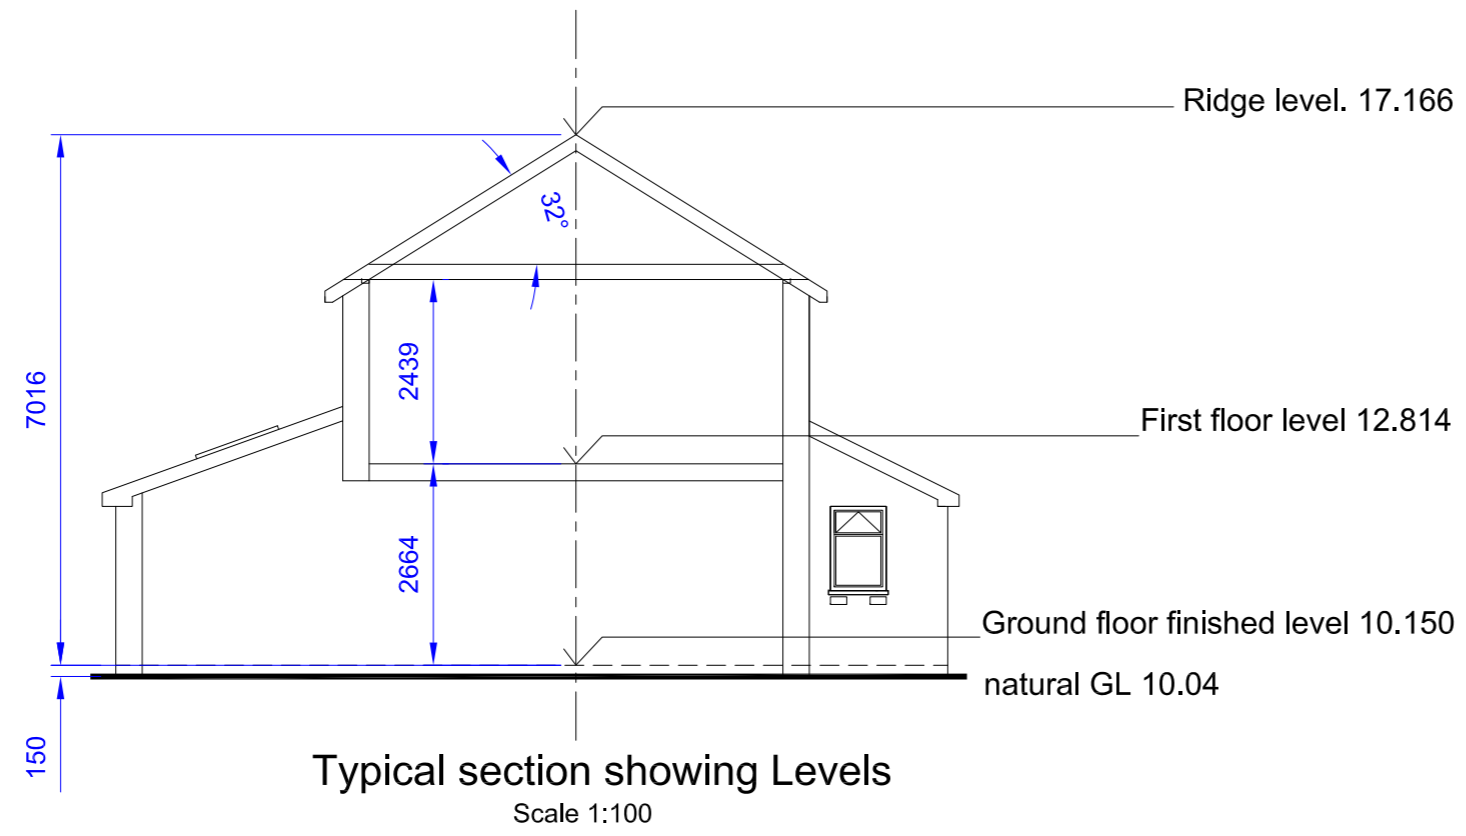 Ridge level. 17.166
32°
2439
7016
First floor level 12.814
2664
Ground floor finished level 10.150
natural GL 10.04
150
Typical section showing Levels
Scale 1:100